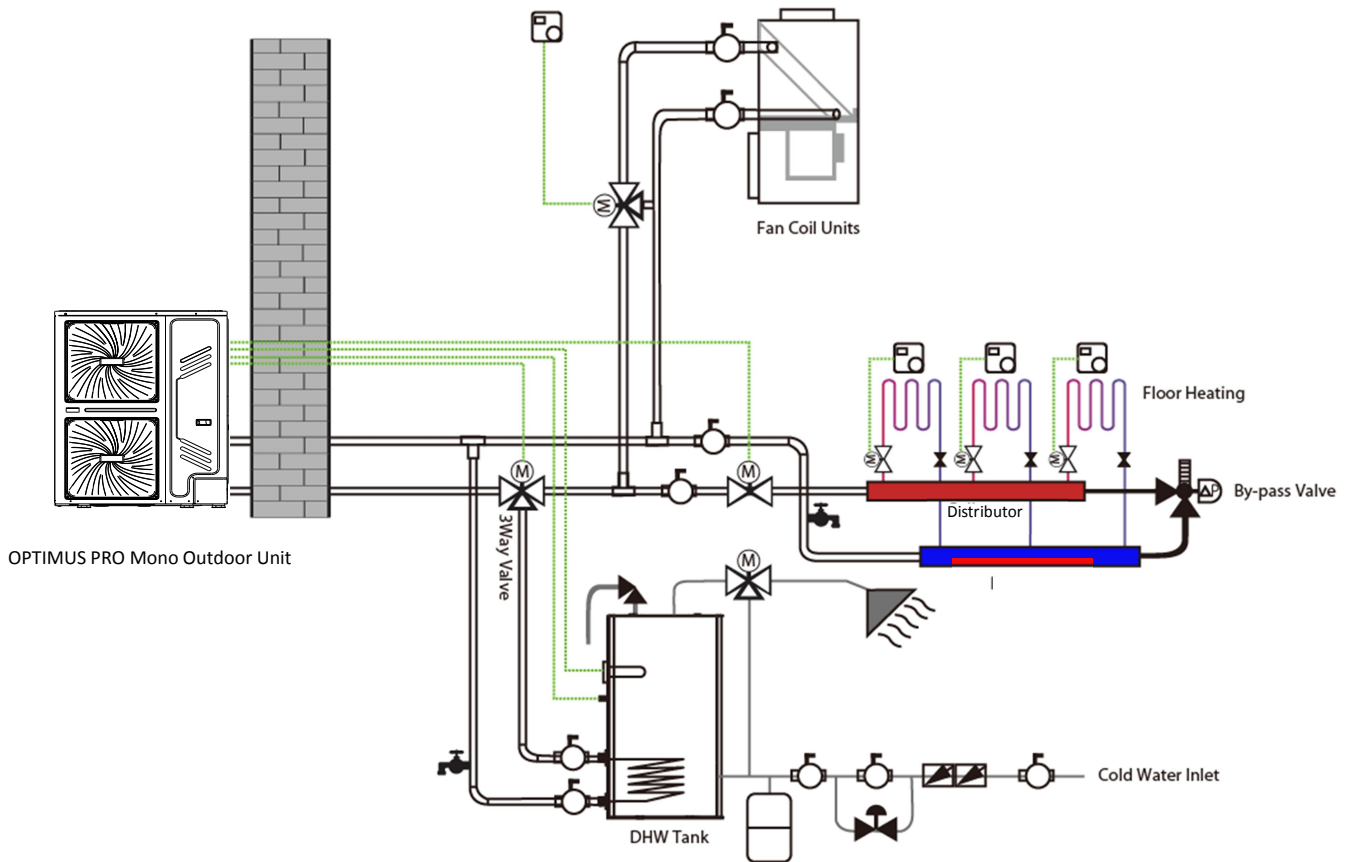 Fan Coil Units
M
Floor Heating
M
M
M
M
M
By-pass Valve
ΔP
Distributor
3Way Valve
OPTIMUS PRO Mono Outdoor Unit
M
Cold Water Inlet
DHW Tank